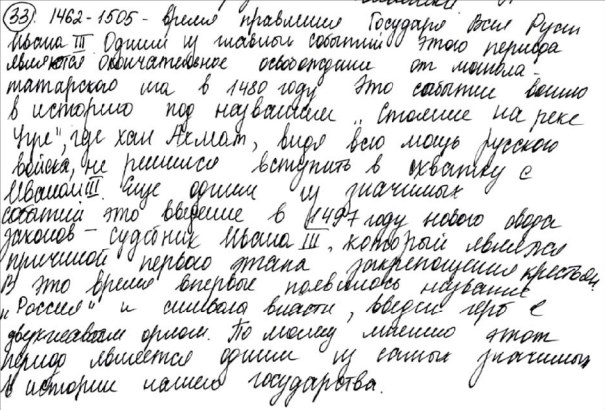 33. 1462-1505 - время правления Государя Всея Руси
Ивана III. Одним из главных событий этого периода
являются окончательное освобождение от монгола-
татарского ига в 1480 году. Это событие вошло
в историю под названием "Стояние на реке
Угре", где хан Ахмат, видя всю мощь русского
войска, не решился вступить в схватку с
Иваном III. Еще одним из значимых
событий это введение в 1497 году нового свода
законов - судебник Ивана III, который является
причиной первого этапа закрепощения крестьян.
В это время впервые появилось название
"Россия" и символа власти, введен герб с
двухглавым орлом. По моему мнению этот
период является одним из самых значимых
в истории нашего государства.